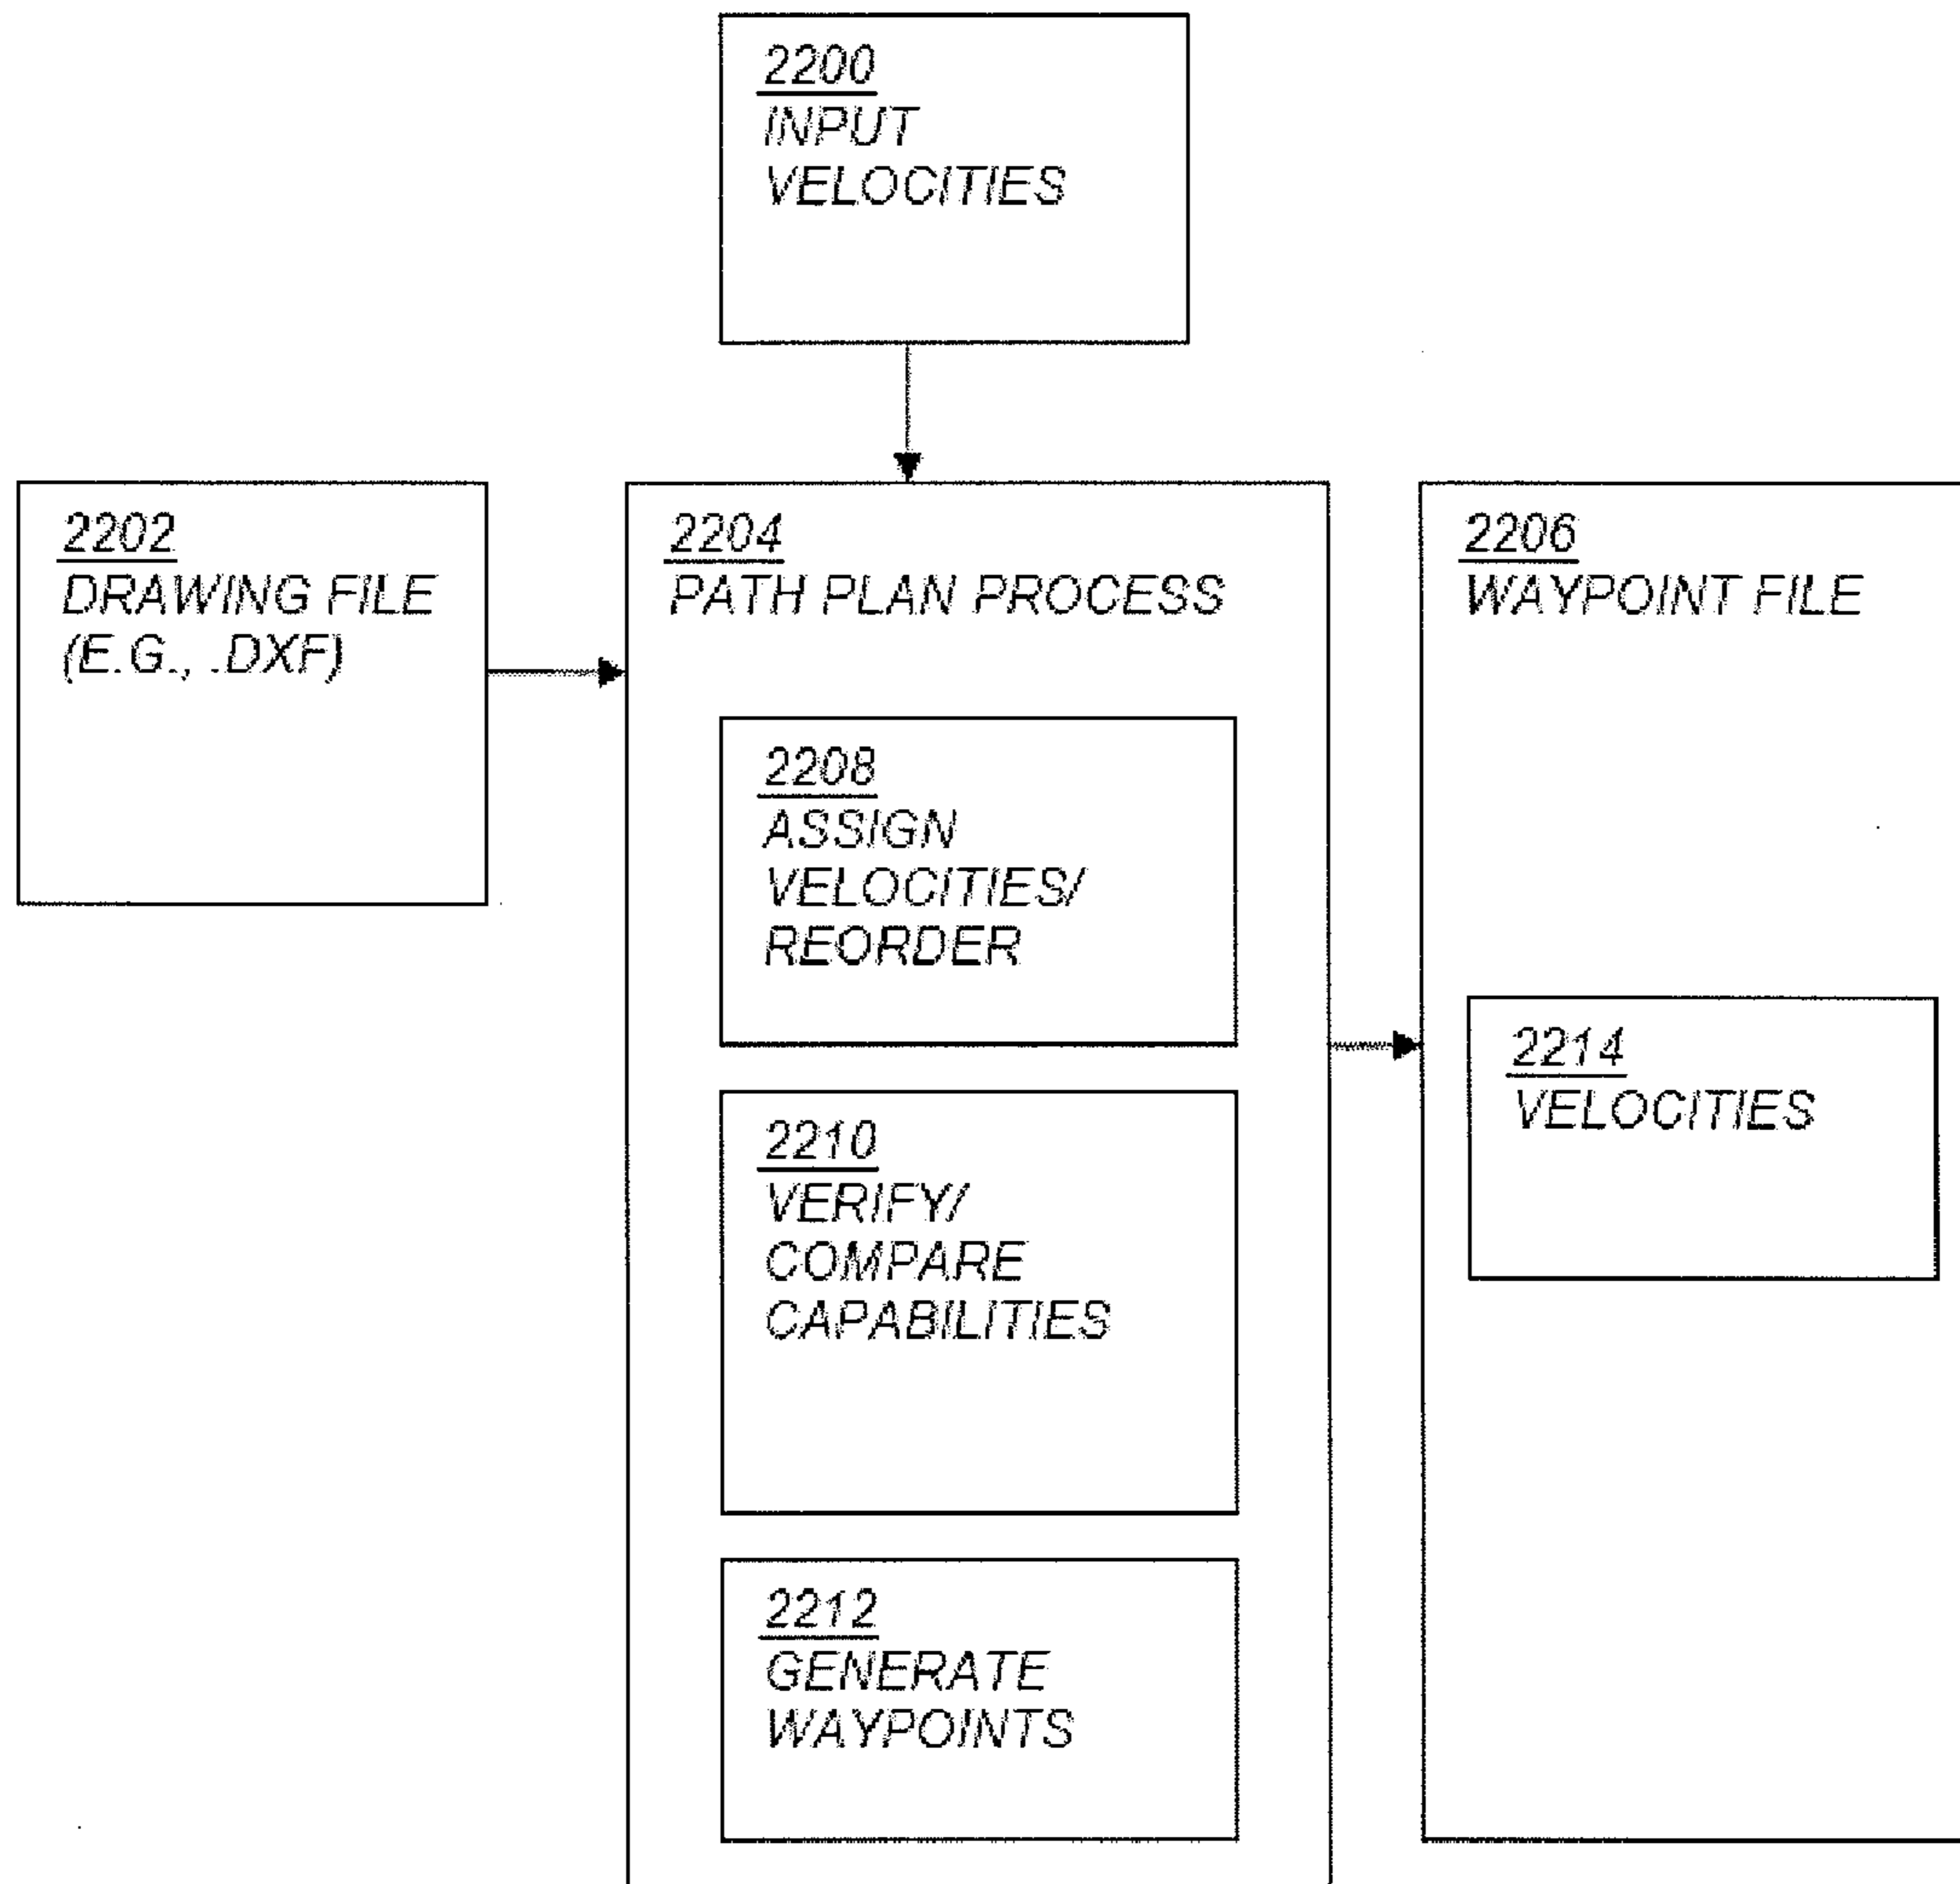 2200
INPUT
VELOCITIES
2202
DRAWING FILE
(E.G., .DXF)
2204
PATH PLAN PROCESS
2208
ASSIGN
VELOCITIES/
REORDER
2210
VERIFY/
COMPARE
CAPABILITIES
2212
GENERATE
WAYPOINTS
2206
WAYPOINT FILE
2214
VELOCITIES